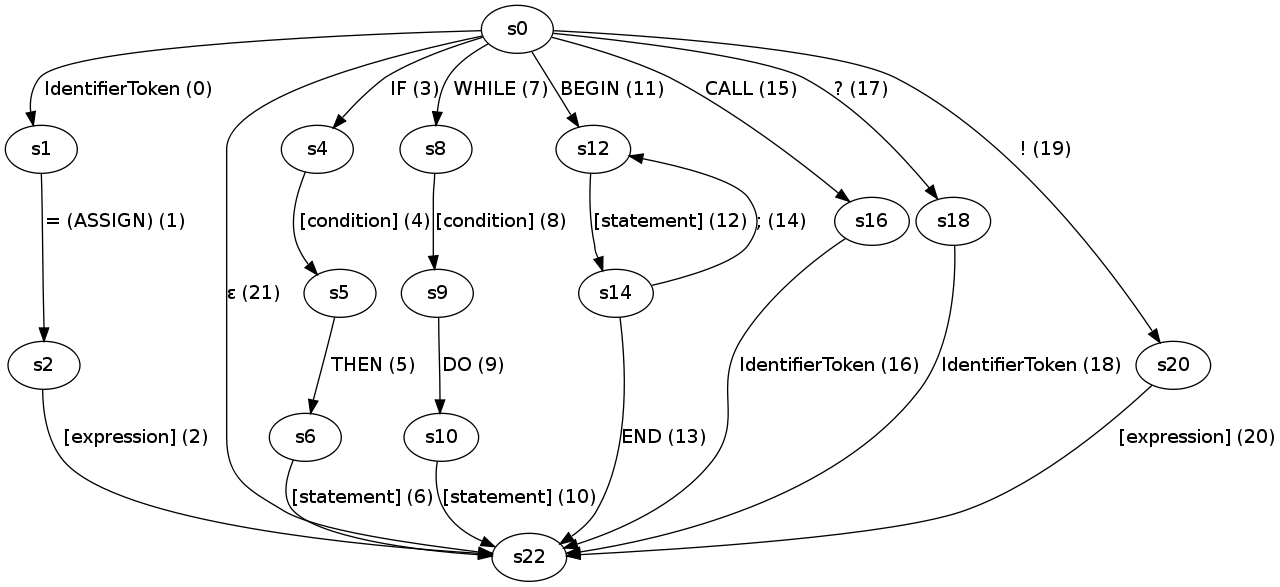 s0
IdentifierToken (0)
IF (3)
WHILE (7)
BEGIN (11)
CALL (15)
? (17)
! (19)
s1
s4
s8
s12
= (ASSIGN) (1)
[condition] (4)
[condition] (8)
[statement] (12)
; (14)
s16
s18
ε (21)
s5
s9
s14
s2
THEN (5)
DO (9)
IdentifierToken (16)
IdentifierToken (18)
s20
[expression] (2)
s6
s10
END (13)
[expression] (20)
[statement] (6)
[statement] (10)
s22